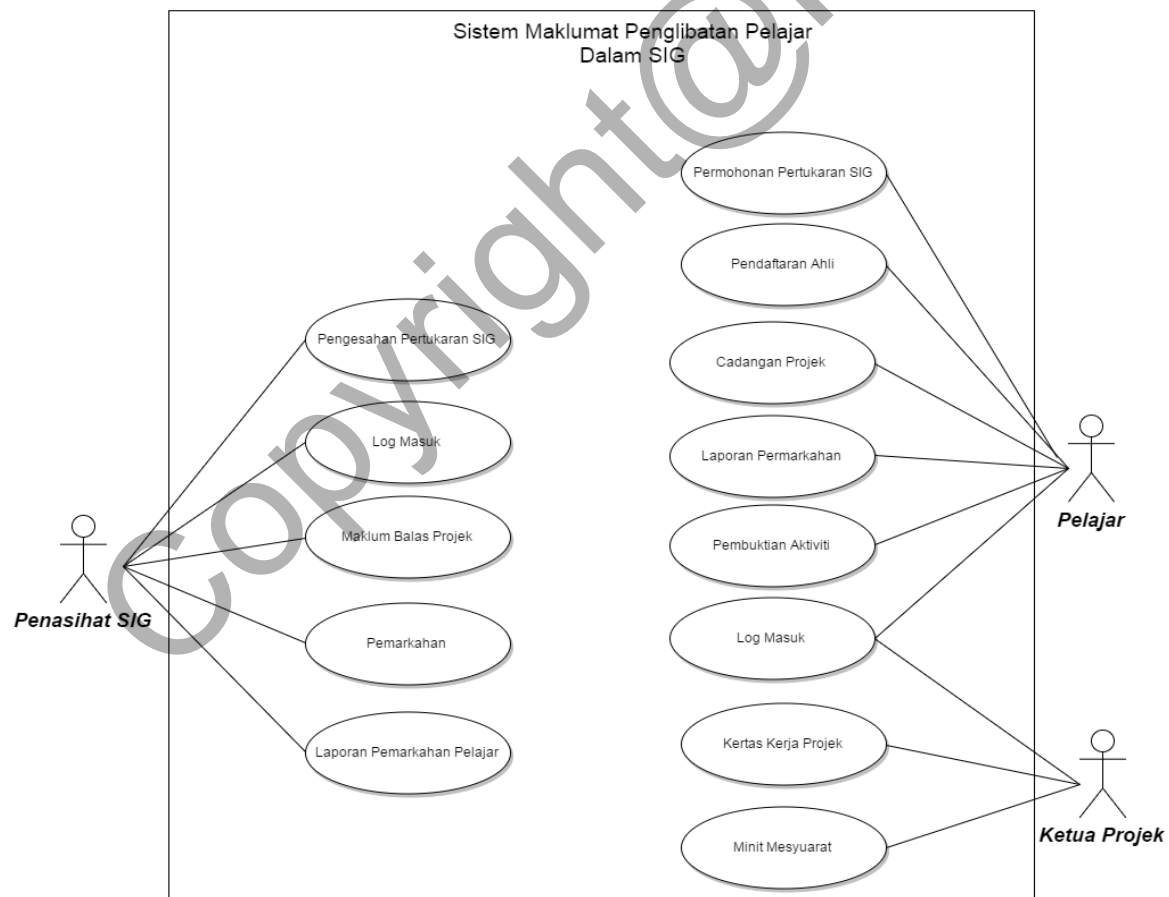 Sistem Maklumat Penglibatan Pelajar
Dalam SIG
Permohonan Pertukaran SIG
Pendaftaran Ahli
Pengesahan Pertukaran SIG
Cadangan Projek
Log Masuk
Laporan Permarkahan
Pelajar
Maklum Balas Projek
Pembuktian Aktiviti
Penasihat SIG
Pemarkahan
Log Masuk
Laporan Pemarkahan Pelajar
Kertas Kerja Projek
Ketua Projek
Minit Mesyuarat
Copyright@